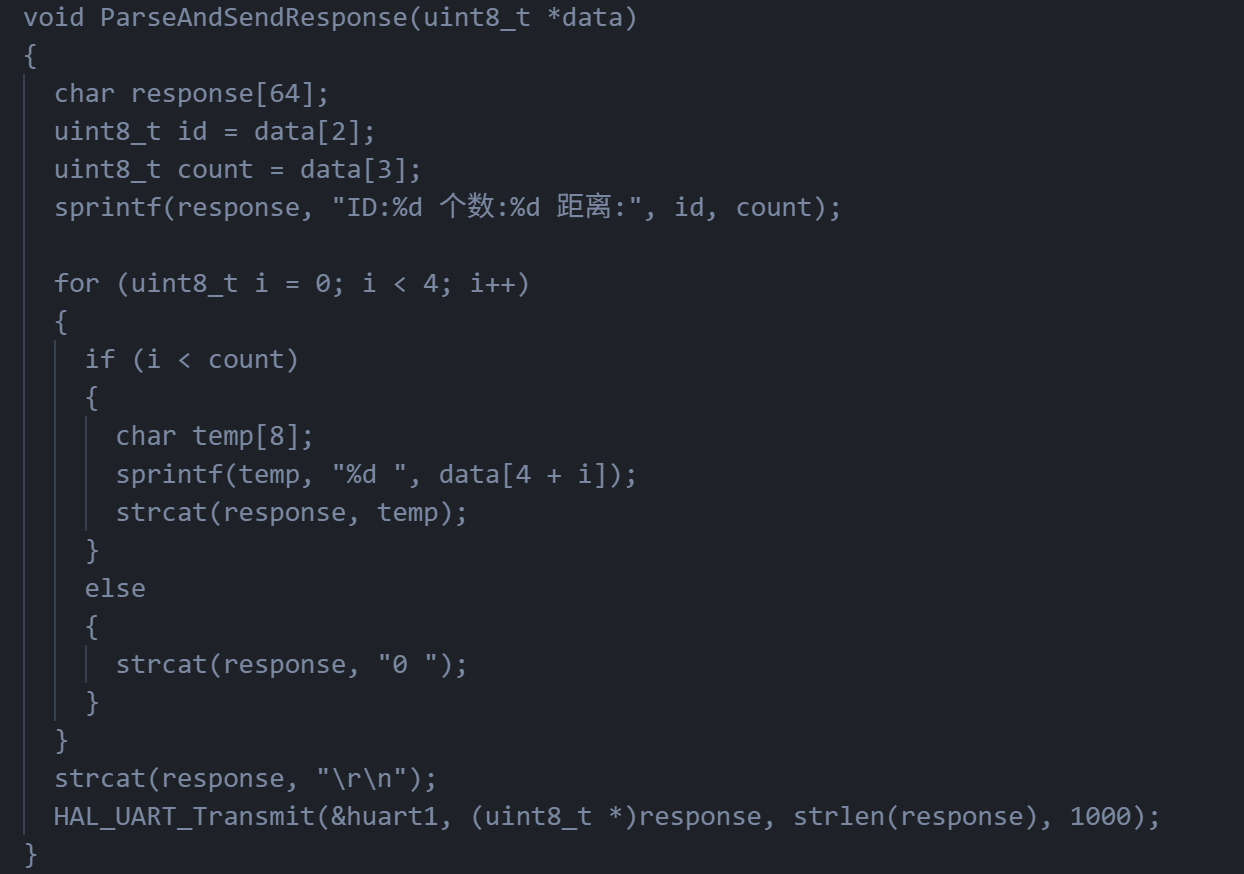 void ParseAndSendResponse(uint8_t *data)
{
  char response[64];
  uint8_t id = data[2];
  uint8_t count = data[3];
  sprintf(response, "ID:%d 个数:%d 距离:", id, count);

  for (uint8_t i = 0; i < 4; i++)
  {
    if (i < count)
    {
      char temp[8];
      sprintf(temp, "%d ", data[4 + i]);
      strcat(response, temp);
    }
    else
    {
      strcat(response, "0 ");
    }
  }
  strcat(response, "\r\n");
  HAL_UART_Transmit(&huart1, (uint8_t *)response, strlen(response), 1000);
}